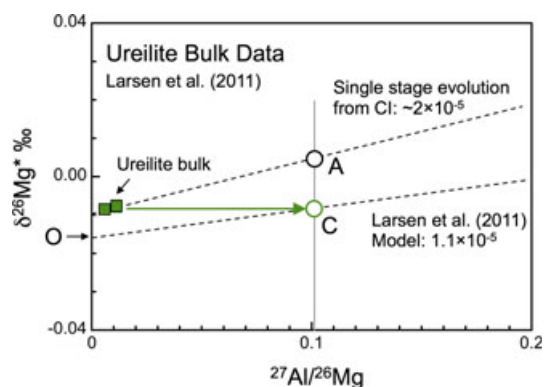 0.04
Ureilite Bulk Data
Larsen et al. (2011)
Single stage evolution
from CI: ~2×10⁻⁵
Ureilite bulk
δ²⁶Mg* ‰
0.00
A
O
C
Larsen et al. (2011)
Model: 1.1×10⁻⁵
-0.04
0
0.1
0.2
²⁷Al/²⁶Mg